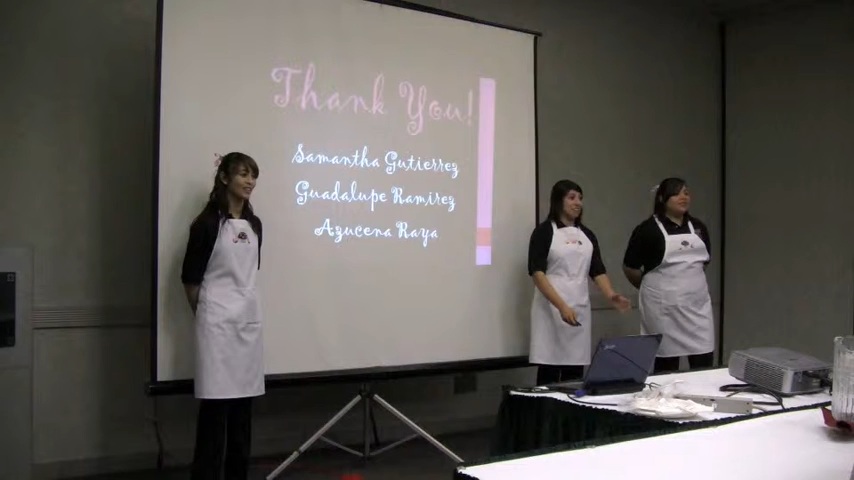 Thank You!
Samantha Gutierrez
Guadalupe Ramirez
Azucena Raya